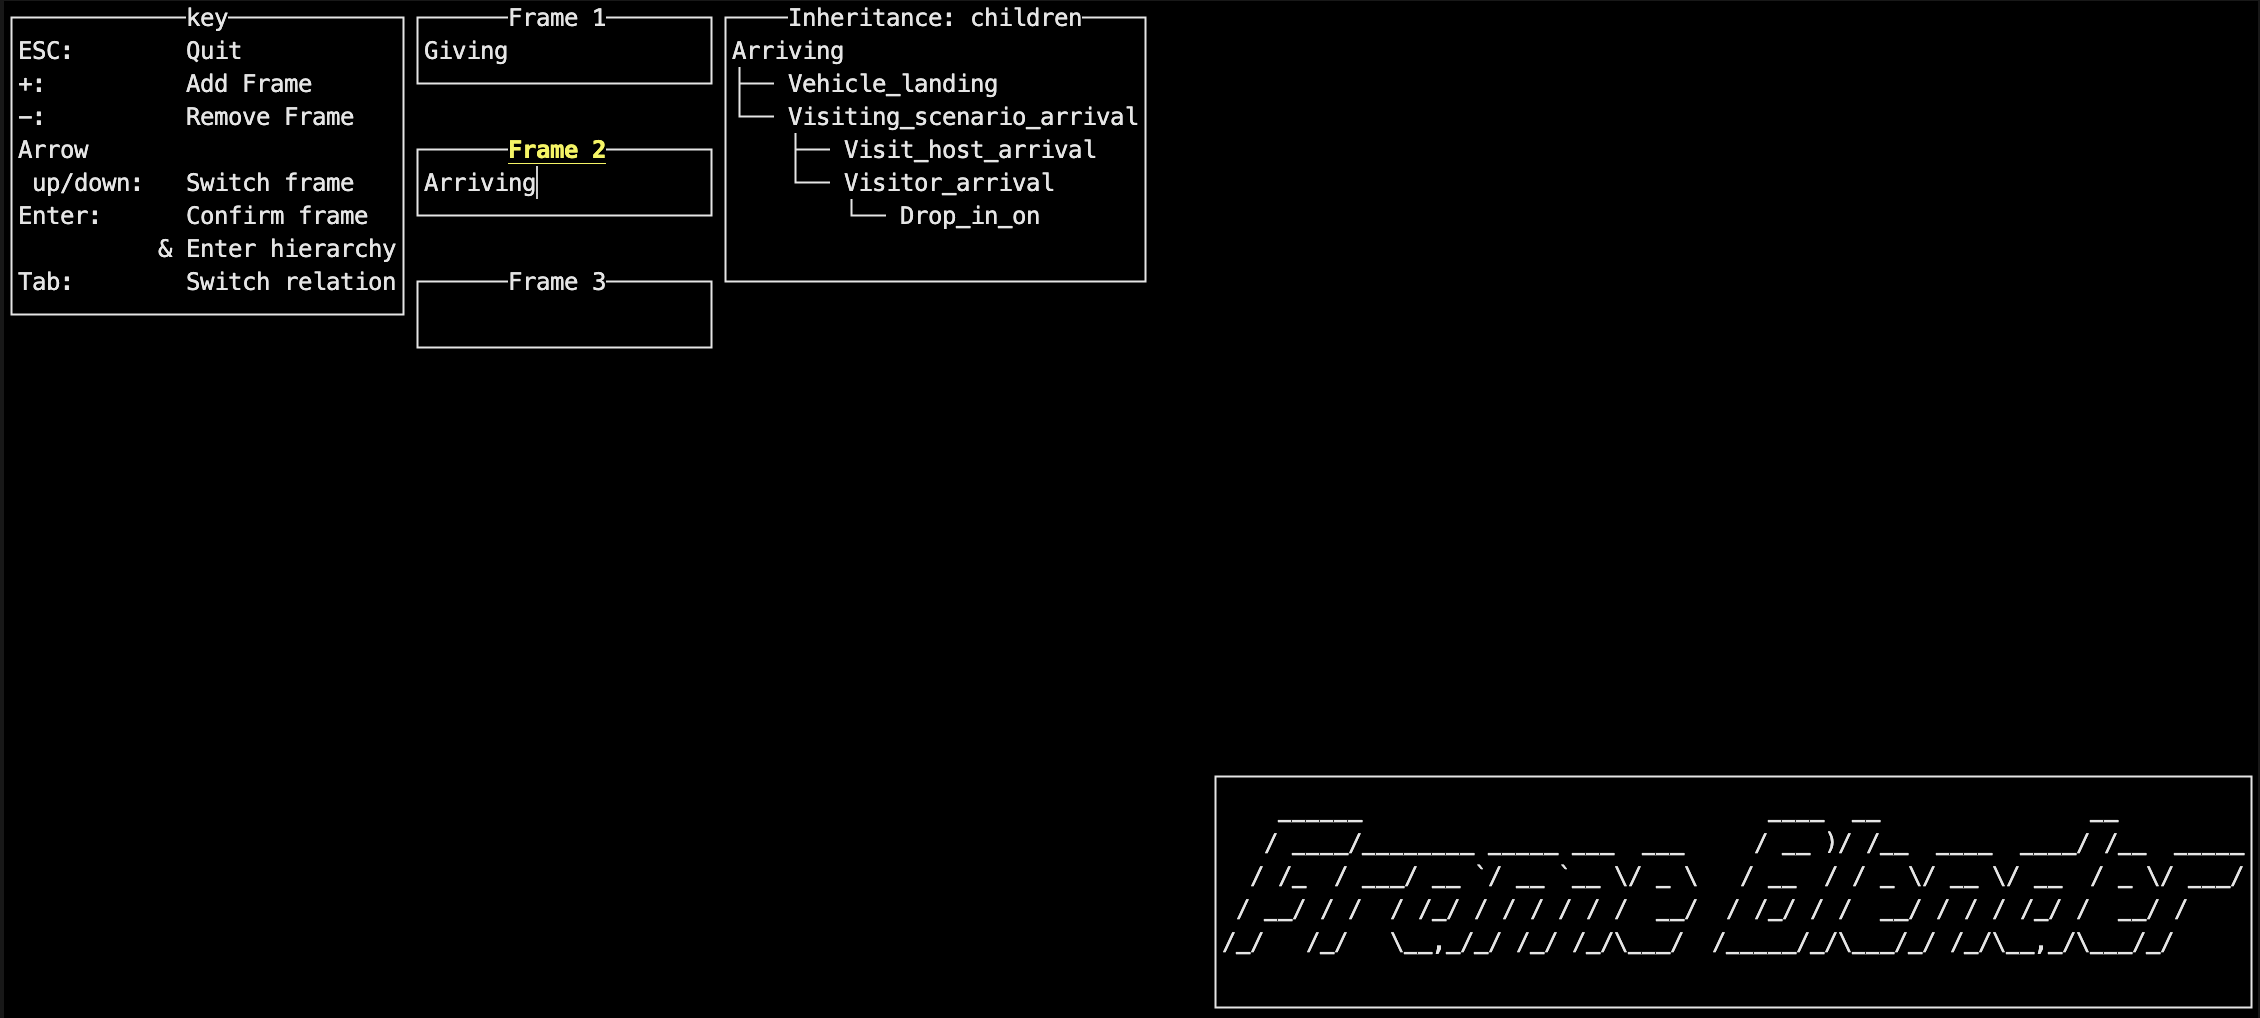 key
ESC: Quit
+: Add Frame
−: Remove Frame
Arrow
up/down: Switch frame
Enter: Confirm frame
& Enter hierarchy
Tab: Switch relation
Frame 1
Giving
Frame 2
Arriving
Frame 3
Inheritance: children
Arriving
Vehicle_landing
Visiting_scenario_arrival
Visit_host_arrival
Visitor_arrival
Drop_in_on
Frame Blender